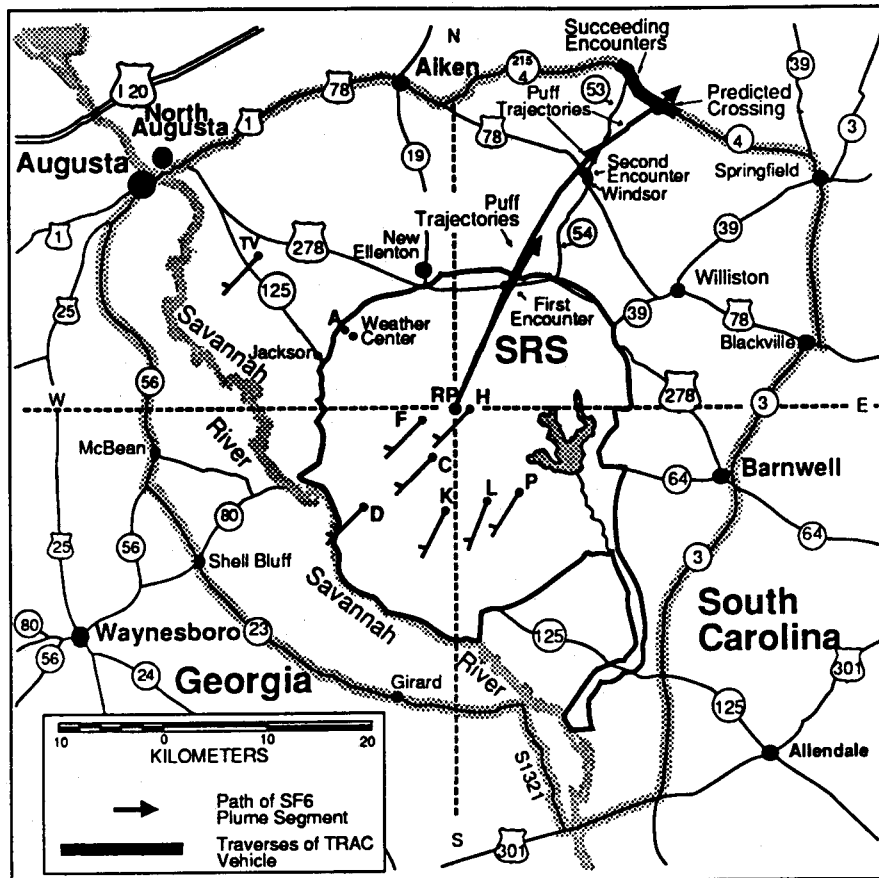 N
Succeeding
Encounters
I 20
North
Augusta
Augusta
78
Aiken
215
4
53
39
3
Puff
Trajectories
Predicted
Crossing
1
19
78
4
Second
Encounter
Windsor
Springfield
1
TV
278
New
Ellenton
Puff
Trajectories
54
39
125
25
A
Weather
Center
First
Encounter
Williston
39
78
Savannah
Jackson
SRS
Blackville
56
278
W
RP
H
3
E
F
McBean
River
C
Barnwell
K
L
P
64
D
64
25
56
80
Shell Bluff
3
Savannah
South
Carolina
80
Waynesboro
23
125
56
River
301
24
Georgia
Girard
125
10
0
10
20
KILOMETERS
Allendale
S1321
Path of SF6
Plume Segment
Traverses of TRAC
Vehicle
S
301